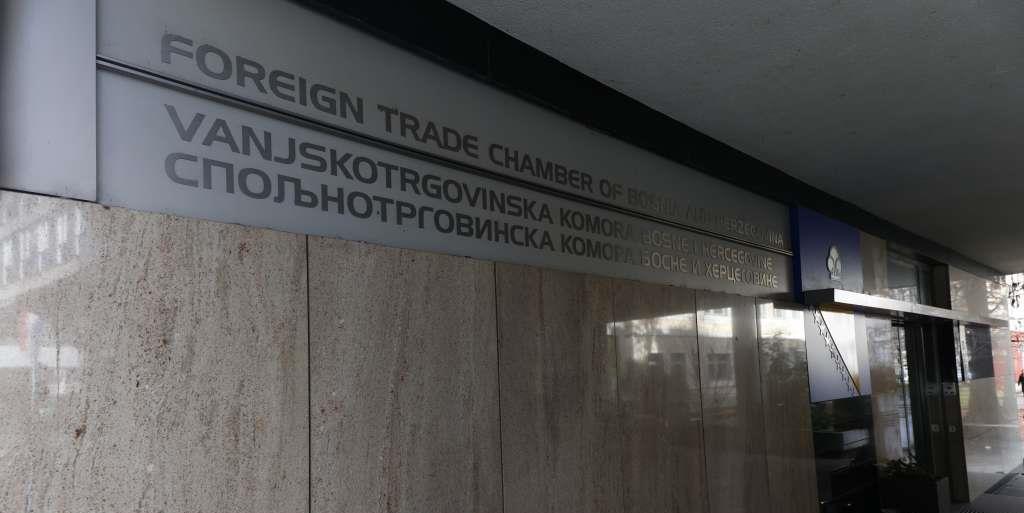 FOREIGN TRADE CHAMBER OF BOSNIA AND HERZEGOVINA
VANJSKOTRGOVINSKA KOMORA BOSNE I HERCEGOVINE
СПОЉНОТРГОВИНСКА КОМОРА БОСНЕ И ХЕРЦЕГОВИНЕ